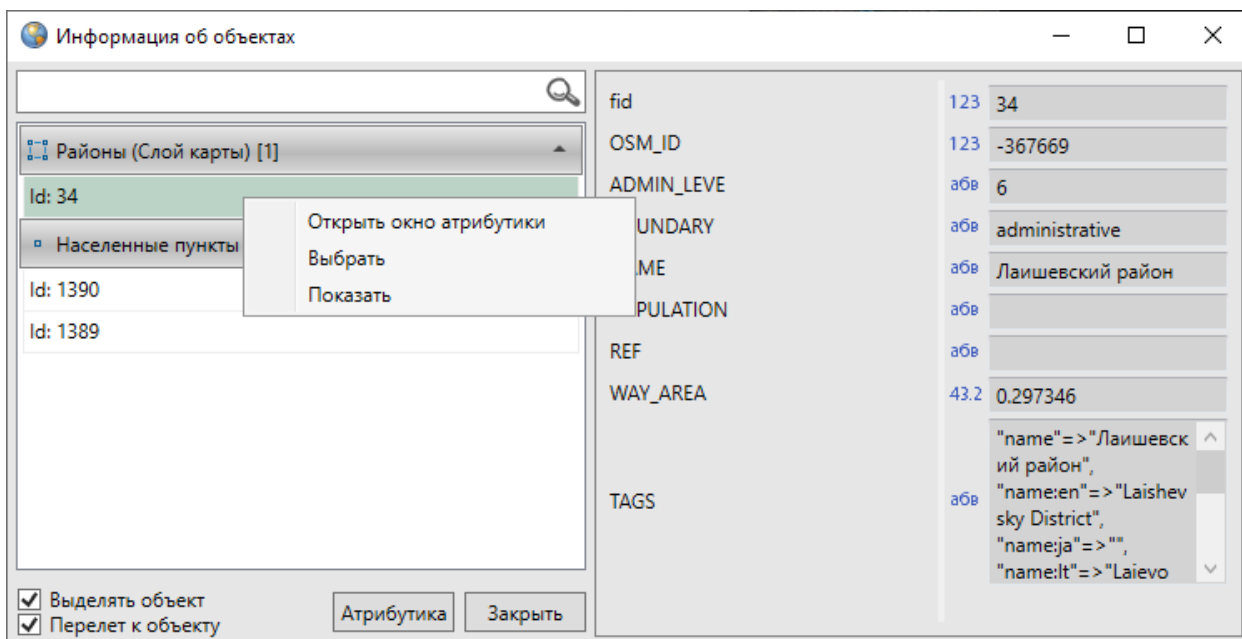 Информация об объектах
Районы (Слой карты) [1]
Id: 34
Населенные пункты
Id: 1390
Id: 1389
Открыть окно атрибутики
Выбрать
Показать
Выделять объект
Перелет к объекту
Атрибутика
Закрыть
fid 123 34
OSM_ID 123 -367669
ADMIN_LEVE абв 6
UNDARY абв administrative
ME абв Лаишевский район
PULATION абв
REF абв
WAY_AREA 43.2 0.297346
TAGS абв
"name"=>"Лаишевск
ий район",
"name:en"=>"Laishev
sky District",
"name:ja"=>"",
"name:lt"=>"Laievo